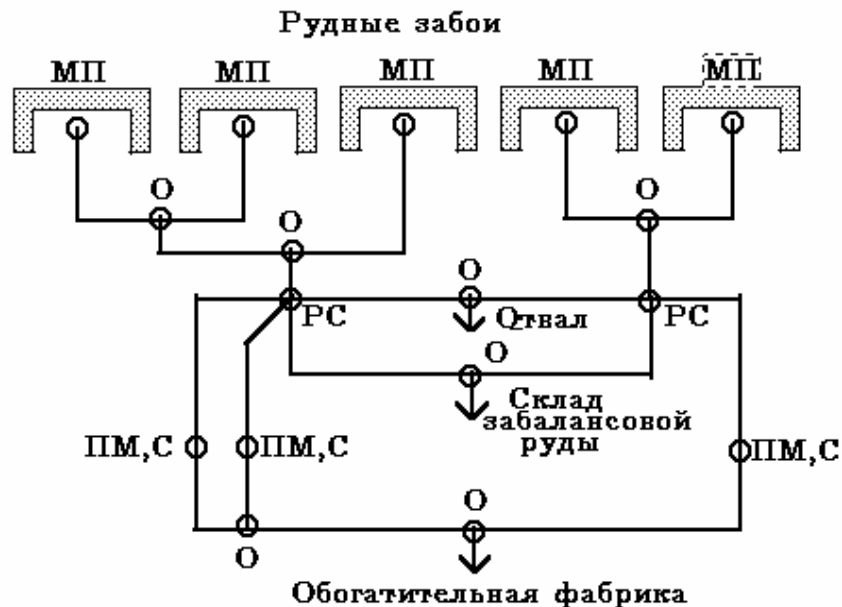 Рудные забои
МП МП МП МП МП
О О
О
О
РС Отвал РС
О
Склад
забалансовой
руды
ПМ,С ПМ,С ПМ,С
О
О
Обогатительная фабрика